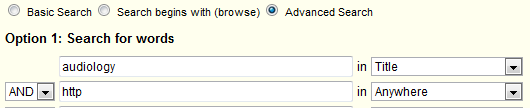 Basic Search Search begins with (browse) Advanced Search
Option 1: Search for words
audiology in Title
AND http in Anywhere